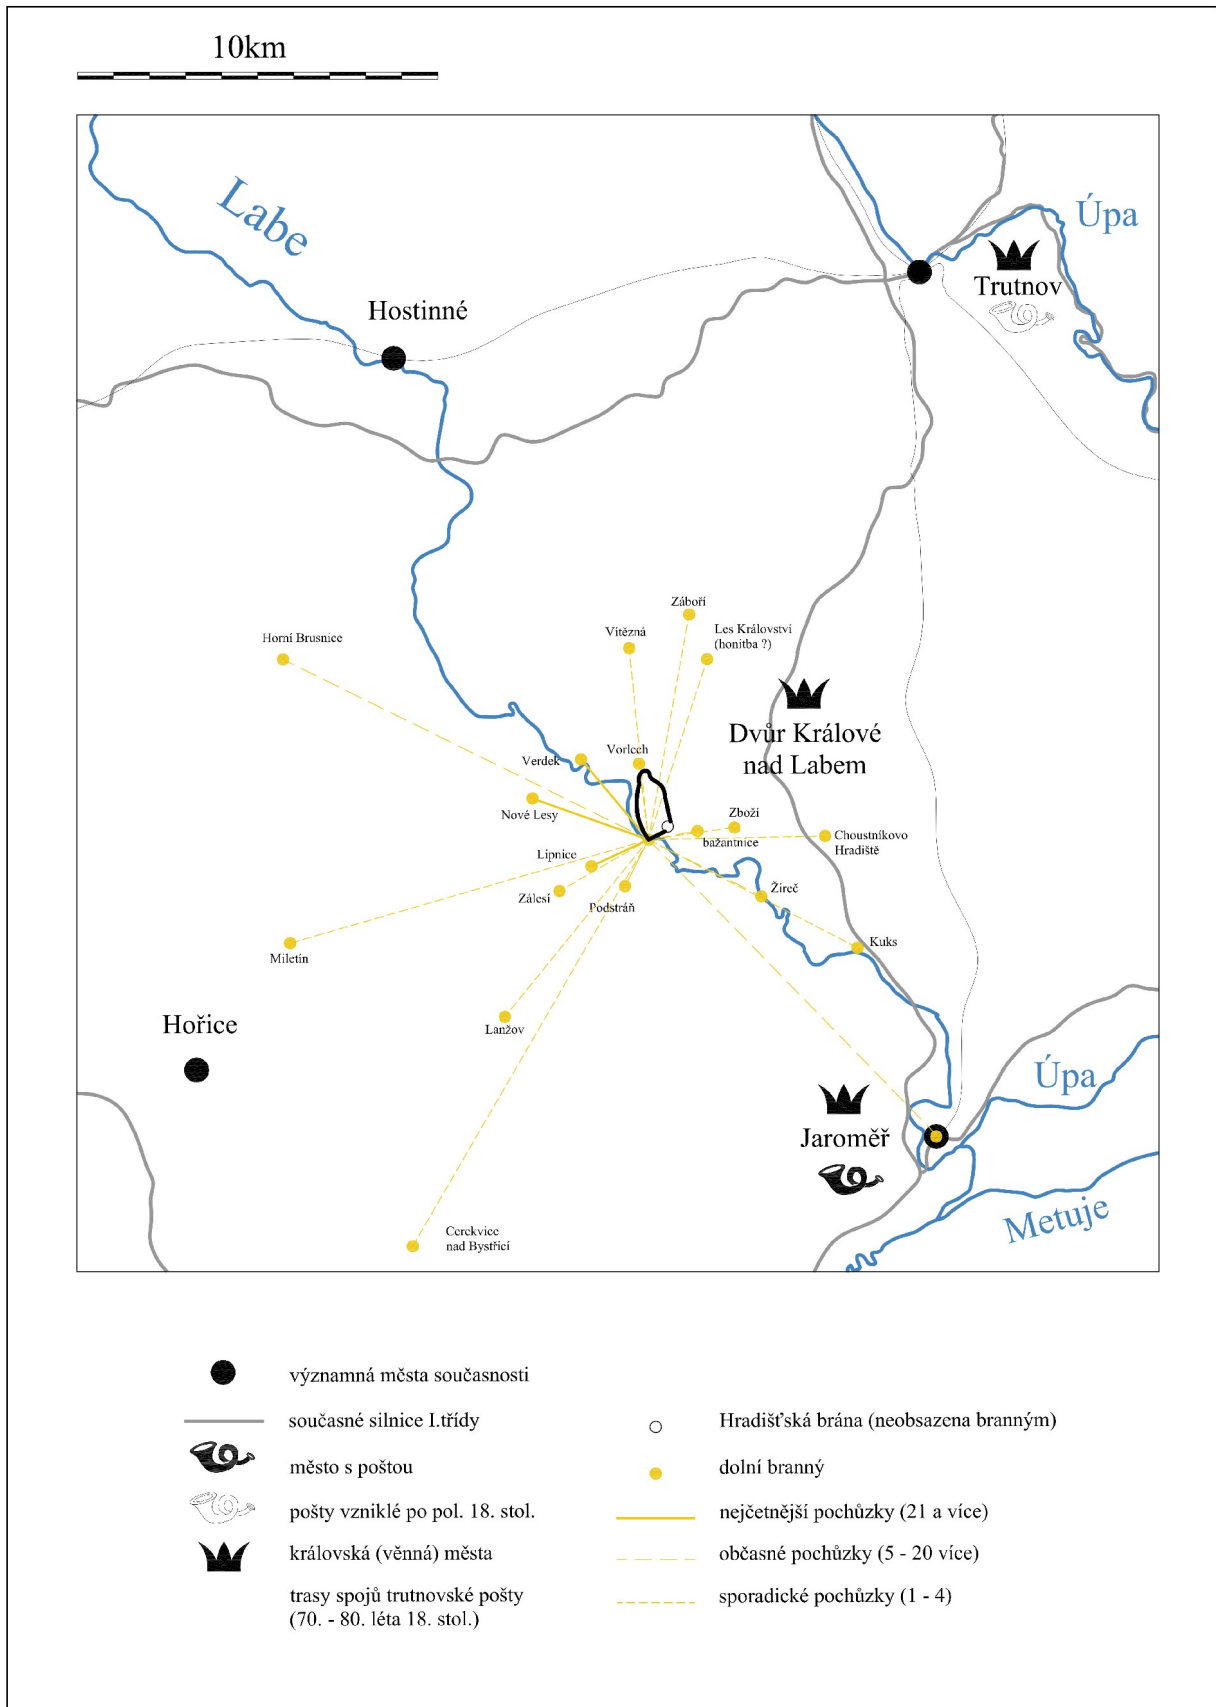 10km
Labe
Úpa
Trutnov
Hostinné
Záboří
Vítězná
Les Království
(honitba ?)
Horní Brusnice
Dvůr Králové
nad Labem
Verdek
Vorlech
Nové Lesy
Zboží
bažantnice
Choustníkovo
Hradiště
Lipnice
Zálesí
Podstráň
Žireč
Kuks
Miletín
Lanžov
Hořice
Úpa
Jaroměř
Metuje
Cerekvice
nad Bystřicí
významná města současnosti
současné silnice I.třídy
město s poštou
pošty vzniklé po pol. 18. stol.
královská (věnná) města
trasy spojů trutnovské pošty
(70. - 80. léta 18. stol.)
Hradišťská brána (neobsazena branným)
dolní branný
nejčetnější pochůzky (21 a více)
občasné pochůzky (5 - 20 více)
sporadické pochůzky (1 - 4)